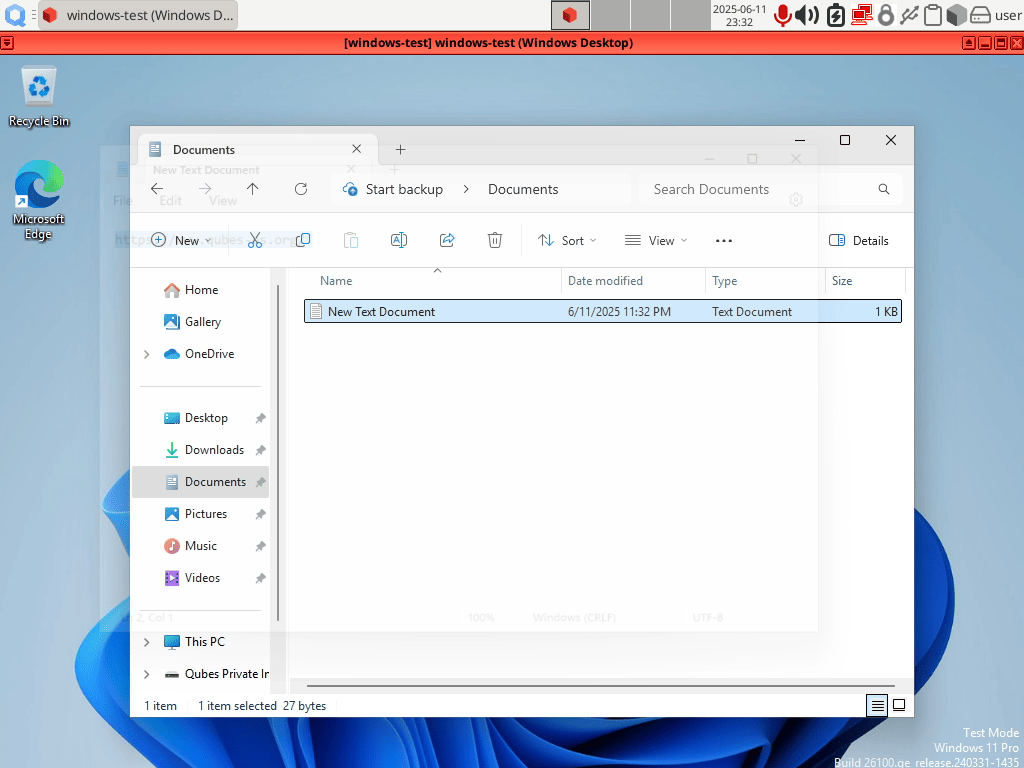 windows-test (Windows D...
2025-06-11
23:32
user
[windows-test] windows-test (Windows Desktop)
Recycle Bin
Microsoft
Edge
Documents
New Text Document
Start backup
Documents
Search Documents
File
Edit
View
New
Sort
View
Details
Name
Date modified
Type
Size
New Text Document
6/11/2025 11:32 PM
Text Document
1 KB
Home
Gallery
OneDrive
Desktop
Downloads
Documents
Pictures
Music
Videos
Ln 2, Col 1
100%
Windows (CRLF)
UTF-8
This PC
Qubes Private In
1 item
1 item selected 27 bytes
Test Mode
Windows 11 Pro
Build 26100.ge_release.240331-1435